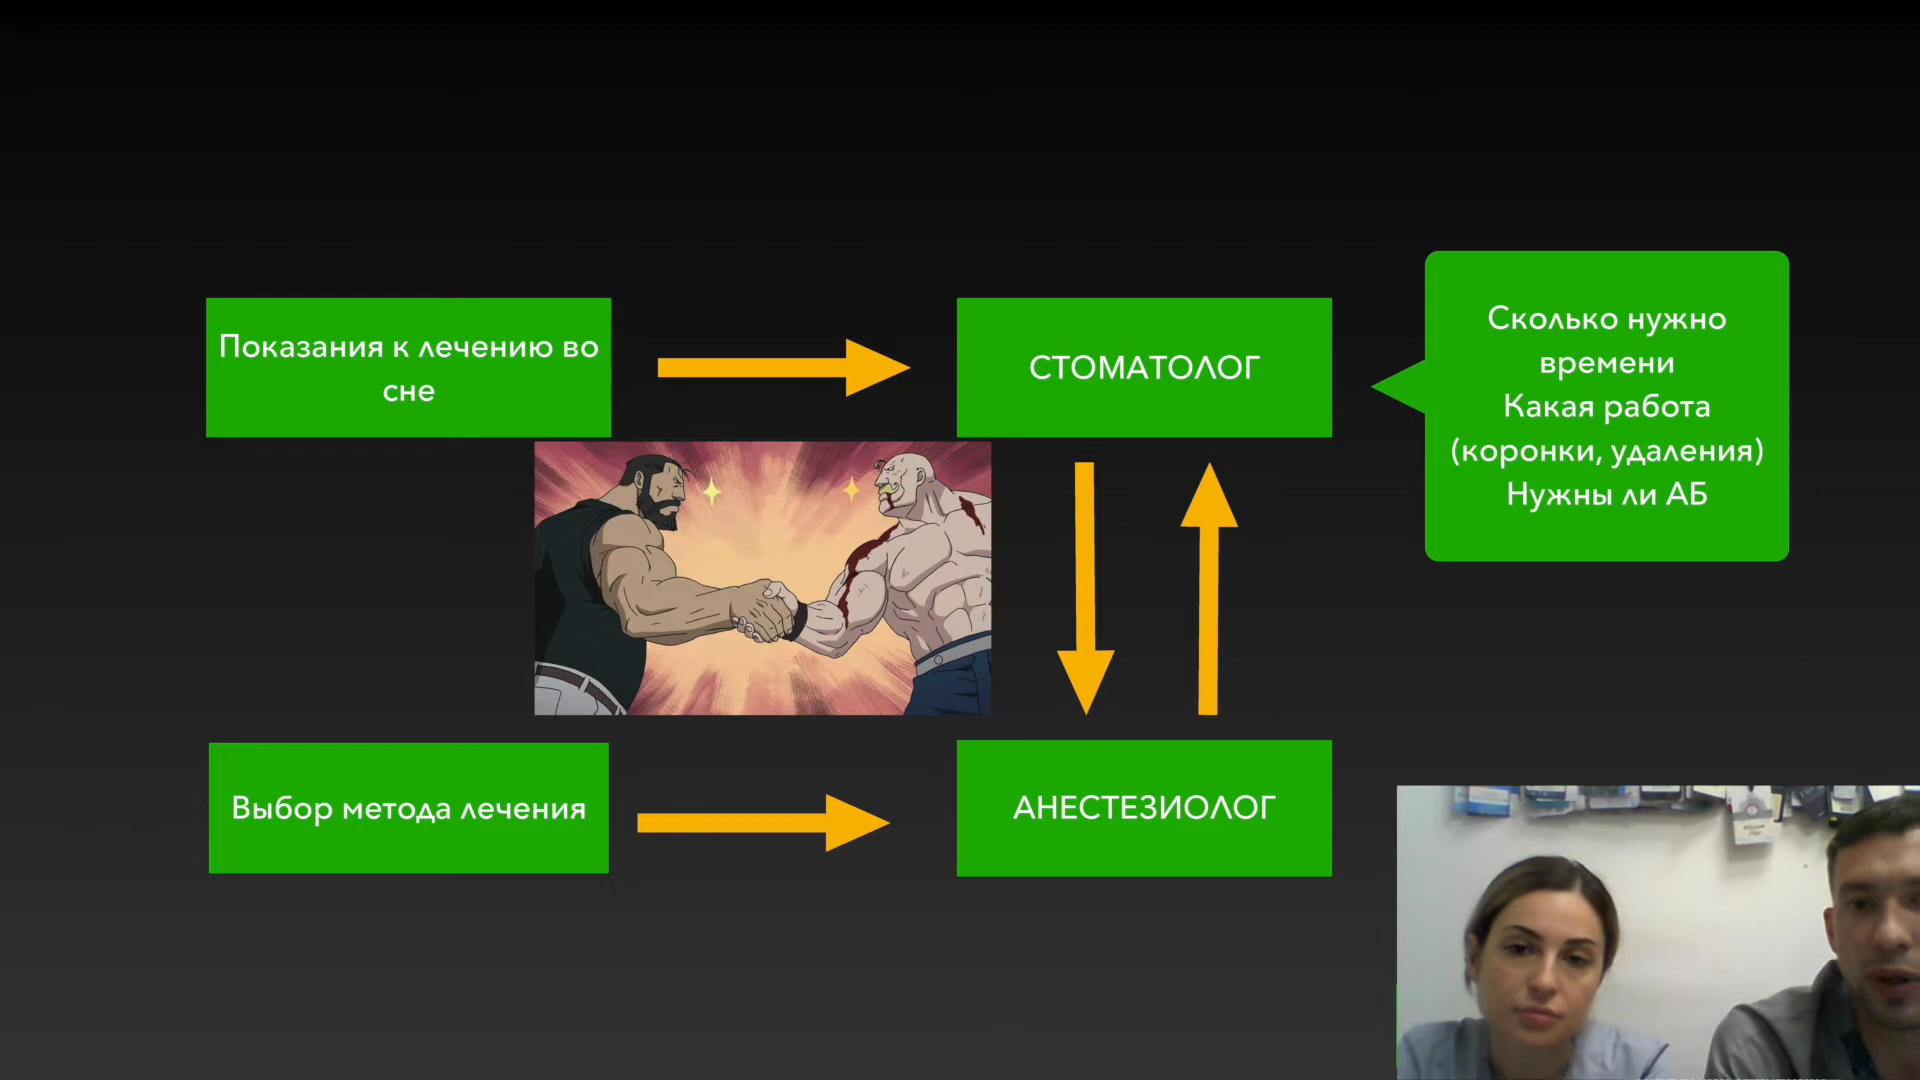 Показания к лечению во
сне
СТОМАТОЛОГ
Сколько нужно
времени
Какая работа
(коронки, удаления)
Нужны ли АБ
Выбор метода лечения
АНЕСТЕЗИОЛОГ